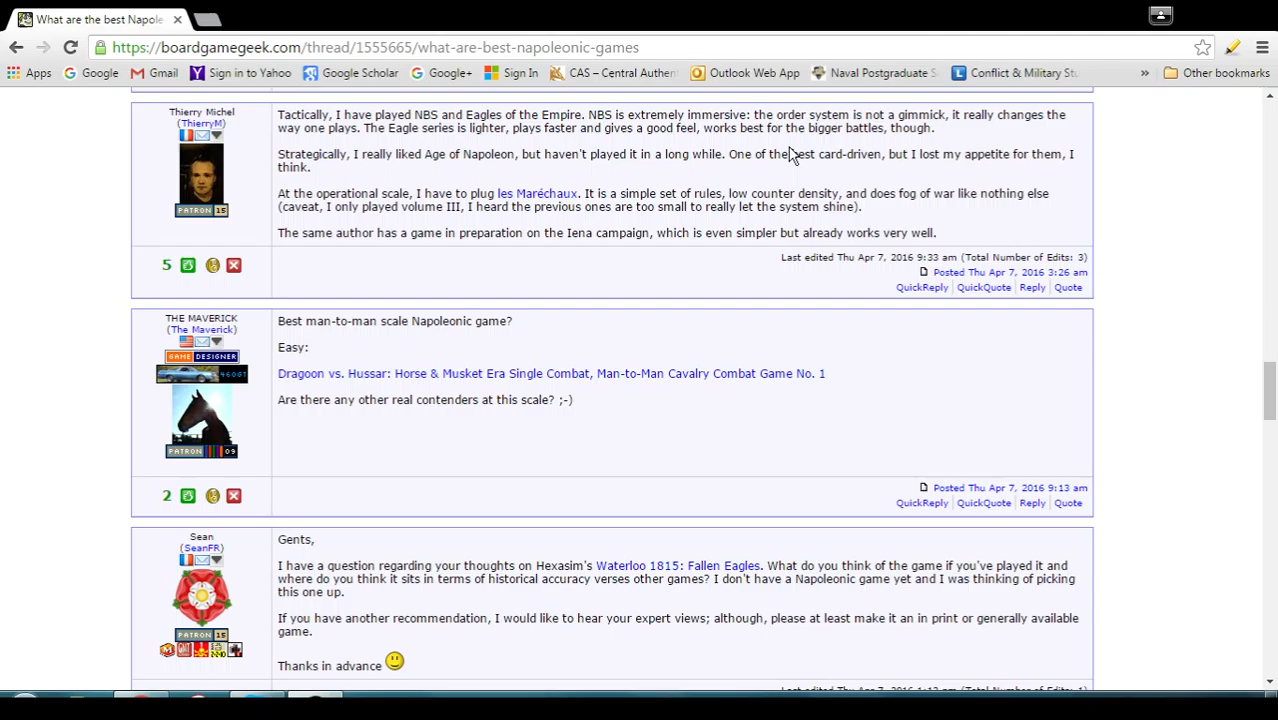 What are the best Napole
https://boardgamegeek.com/thread/1555665/what-are-best-napoleonic-games
Apps Google Gmail Sign in to Yahoo Google Scholar Google+ Sign In CAS – Central Authen Outlook Web App Naval Postgraduate S Conflict & Military Stu » Other bookmarks
Thierry Michel
(ThierryM)
PATRON 15
Tactically, I have played NBS and Eagles of the Empire. NBS is extremely immersive: the order system is not a gimmick, it really changes the
way one plays. The Eagle series is lighter, plays faster and gives a good feel, works best for the bigger battles, though.
Strategically, I really liked Age of Napoleon, but haven't played it in a long while. One of the best card-driven, but I lost my appetite for them, I
think.
At the operational scale, I have to plug les Maréchaux. It is a simple set of rules, low counter density, and does fog of war like nothing else
(caveat, I only played volume III, I heard the previous ones are too small to really let the system shine).
The same author has a game in preparation on the Iena campaign, which is even simpler but already works very well.
5
Last edited Thu Apr 7, 2016 9:33 am (Total Number of Edits: 3)
Posted Thu Apr 7, 2016 3:26 am
QuickReply QuickQuote Reply Quote
THE MAVERICK
(The Maverick)
GAME DESIGNER
460GT
PATRON 09
Best man-to-man scale Napoleonic game?
Easy:
Dragoon vs. Hussar: Horse & Musket Era Single Combat, Man-to-Man Cavalry Combat Game No. 1
Are there any other real contenders at this scale? ;-)
2
Posted Thu Apr 7, 2016 9:13 am
QuickReply QuickQuote Reply Quote
Sean
(SeanFR)
PATRON 15
Gents,
I have a question regarding your thoughts on Hexasim's Waterloo 1815: Fallen Eagles. What do you think of the game if you've played it and
where do you think it sits in terms of historical accuracy verses other games? I don't have a Napoleonic game yet and I was thinking of picking
this one up.
If you have another recommendation, I would like to hear your expert views; although, please at least make it an in print or generally available
game.
Thanks in advance
Last edited Thu Apr 7, 2016 1:12 pm (Total Number of Edits: 1)